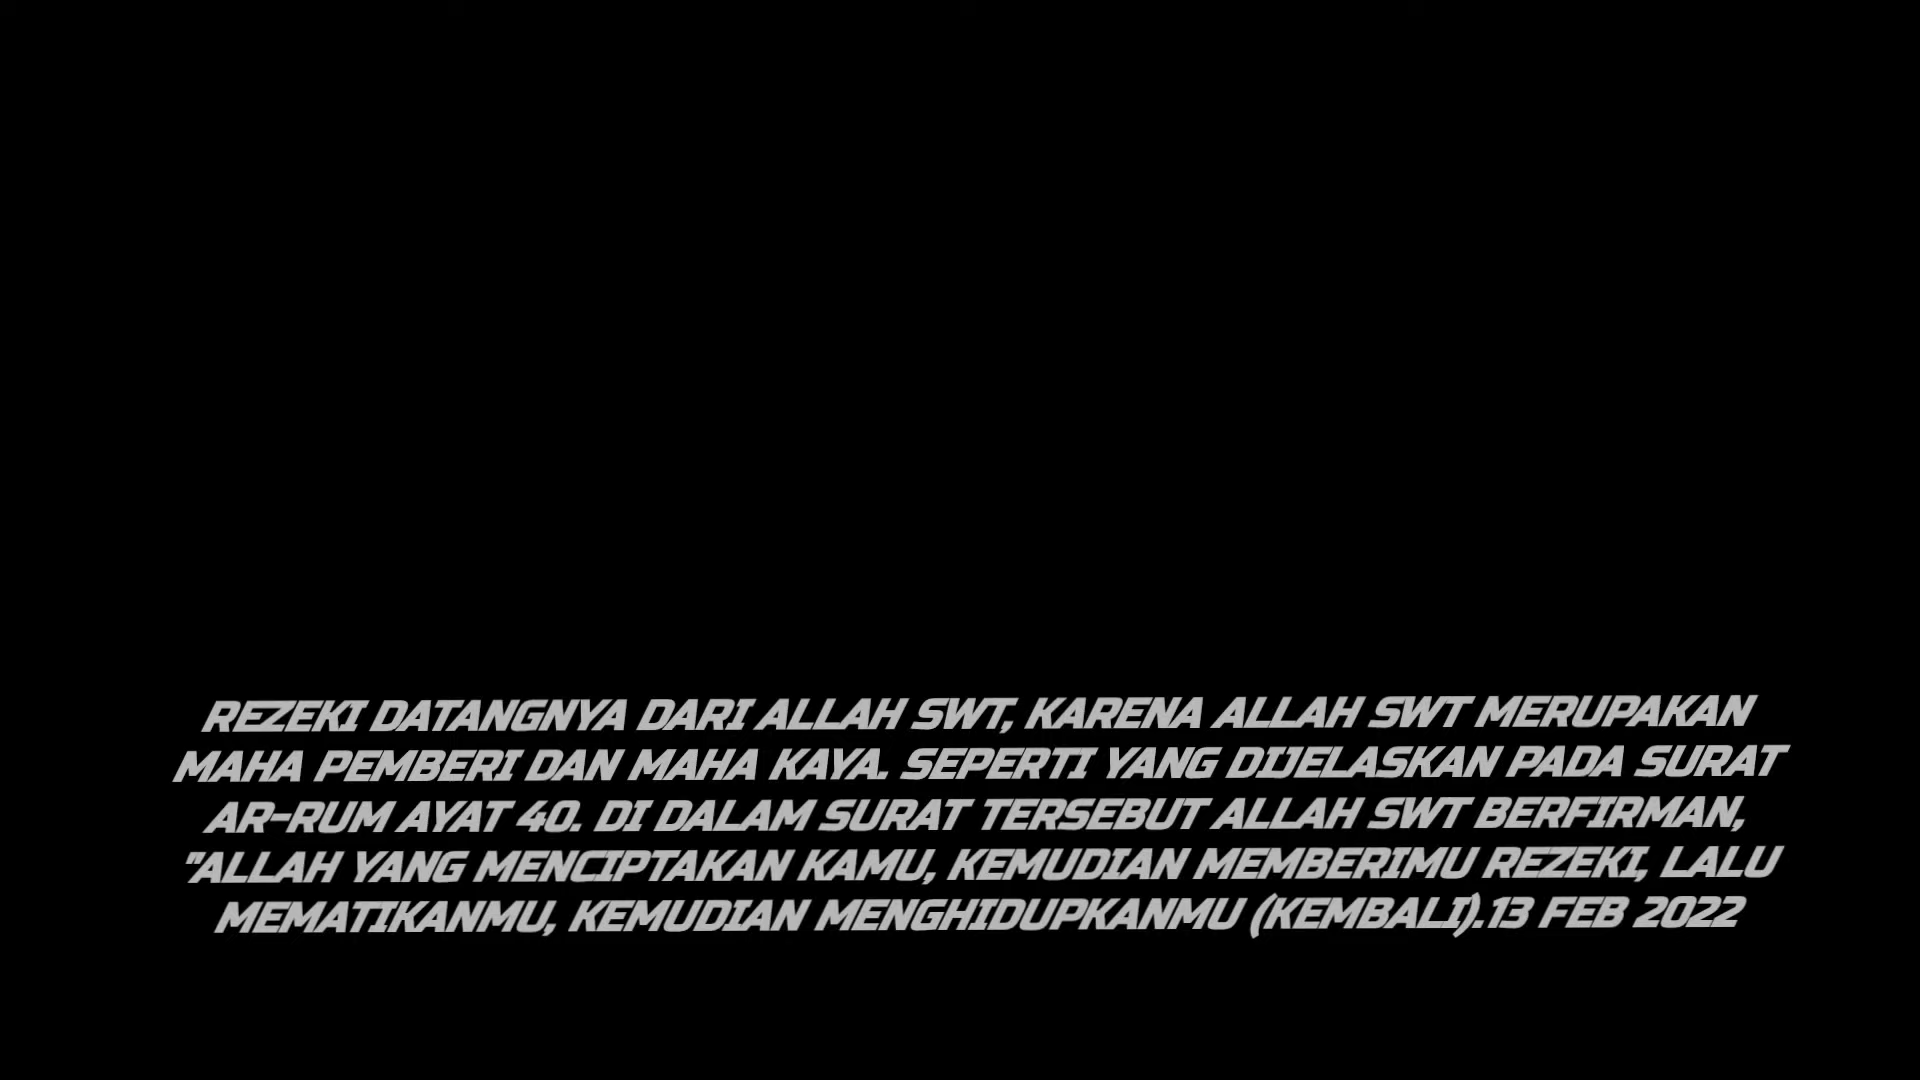 REZEKI DATANGNYA DARI ALLAH SWT, KARENA ALLAH SWT MERUPAKAN
MAHA PEMBERI DAN MAHA KAYA. SEPERTI YANG DIJELASKAN PADA SURAT
AR-RUM AYAT 40. DI DALAM SURAT TERSEBUT ALLAH SWT BERFIRMAN,
"ALLAH YANG MENCIPTAKAN KAMU, KEMUDIAN MEMBERIMU REZEKI, LALU
MEMATIKANMU, KEMUDIAN MENGHIDUPKANMU (KEMBALI).13 FEB 2022